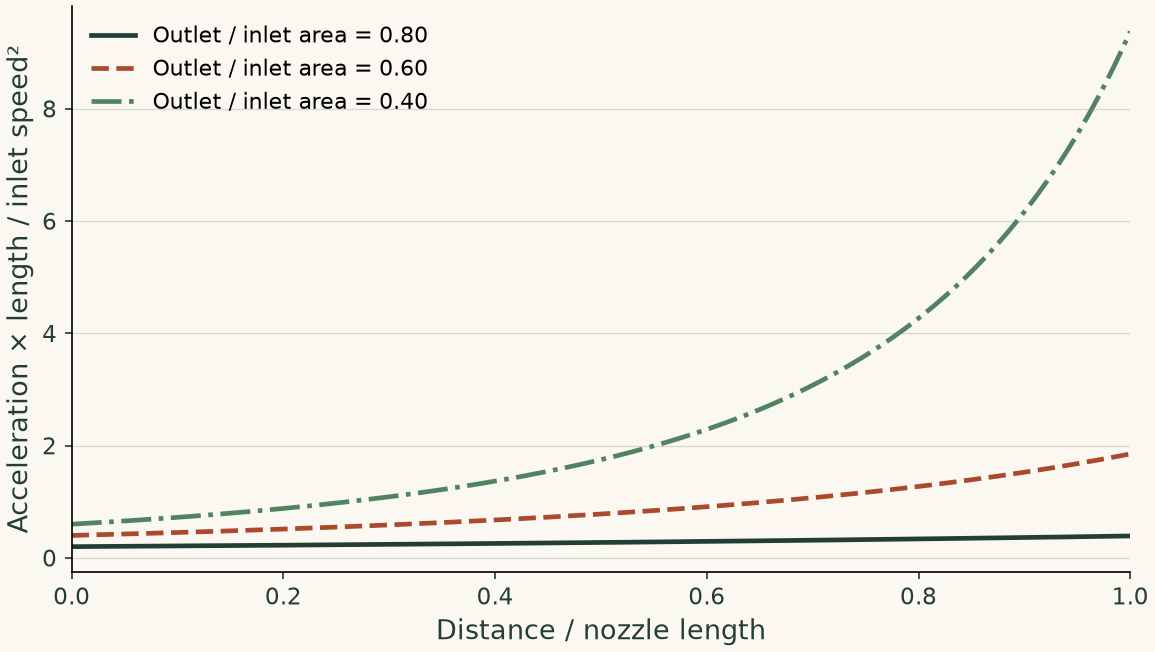 Outlet / inlet area = 0.80
Outlet / inlet area = 0.60
Outlet / inlet area = 0.40
Acceleration × length / inlet speed²
8
6
4
2
0
0.0 0.2 0.4 0.6 0.8 1.0
Distance / nozzle length